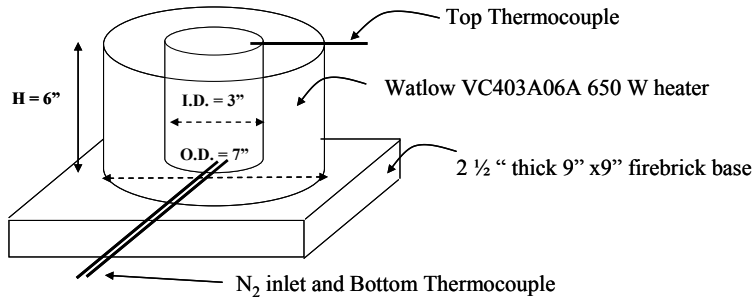 Top Thermocouple
H = 6”
Watlow VC403A06A 650 W heater
I.D. = 3”
O.D. = 7”
2 ½ “ thick 9” x9” firebrick base
N₂ inlet and Bottom Thermocouple